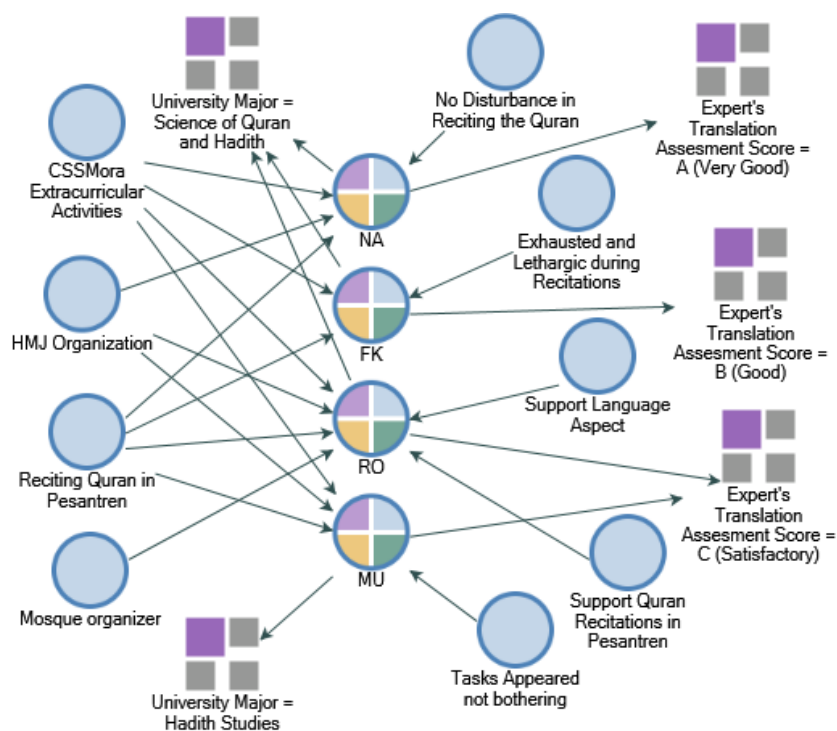 University Major =
Science of Quran
and Hadith
No Disturbance in
Reciting the Quran
Expert's
Translation
Assesment Score =
A (Very Good)
CSSMora
Extracurricular
Activities
NA
Exhausted and
Lethargic during
Recitations
HMJ Organization
FK
Expert's
Translation
Assesment Score =
B (Good)
Support Language
Aspect
Reciting Quran in
Pesantren
RO
Expert's
Translation
Assesment Score =
C (Satisfactory)
Mosque organizer
MU
Support Quran
Recitations in
Pesantren
Tasks Appeared
not bothering
University Major =
Hadith Studies